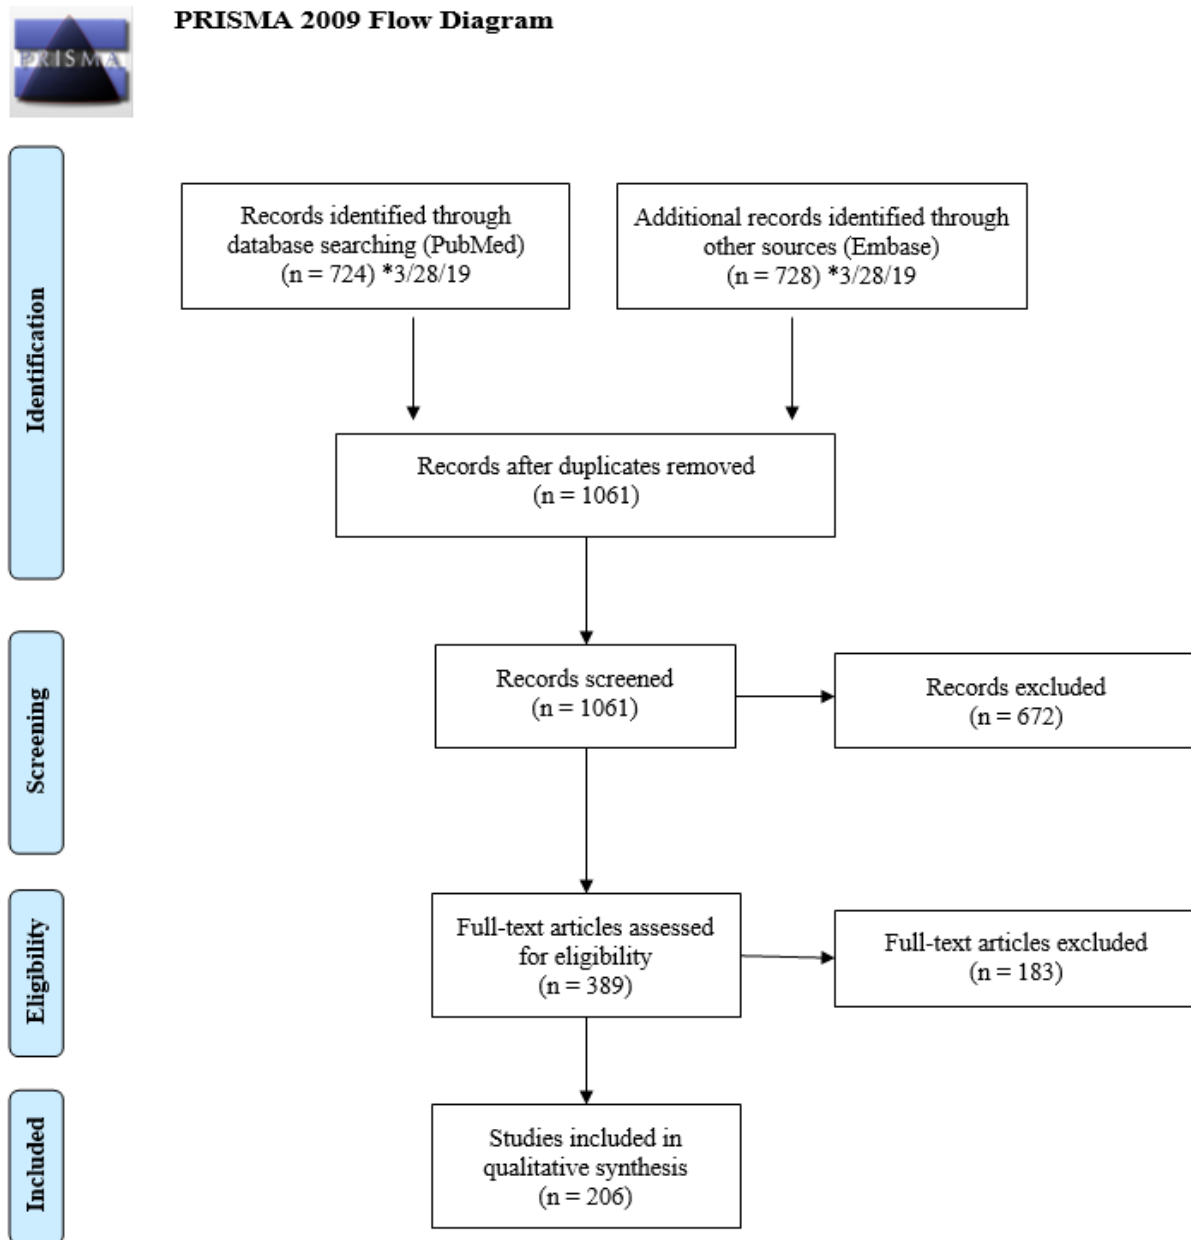 PRISMA 2009 Flow Diagram
PRISMA
Identification
Records identified through
database searching (PubMed)
(n = 724) *3/28/19
Additional records identified through
other sources (Embase)
(n = 728) *3/28/19
Records after duplicates removed
(n = 1061)
Screening
Records screened
(n = 1061)
Records excluded
(n = 672)
Eligibility
Full-text articles assessed
for eligibility
(n = 389)
Full-text articles excluded
(n = 183)
Included
Studies included in
qualitative synthesis
(n = 206)